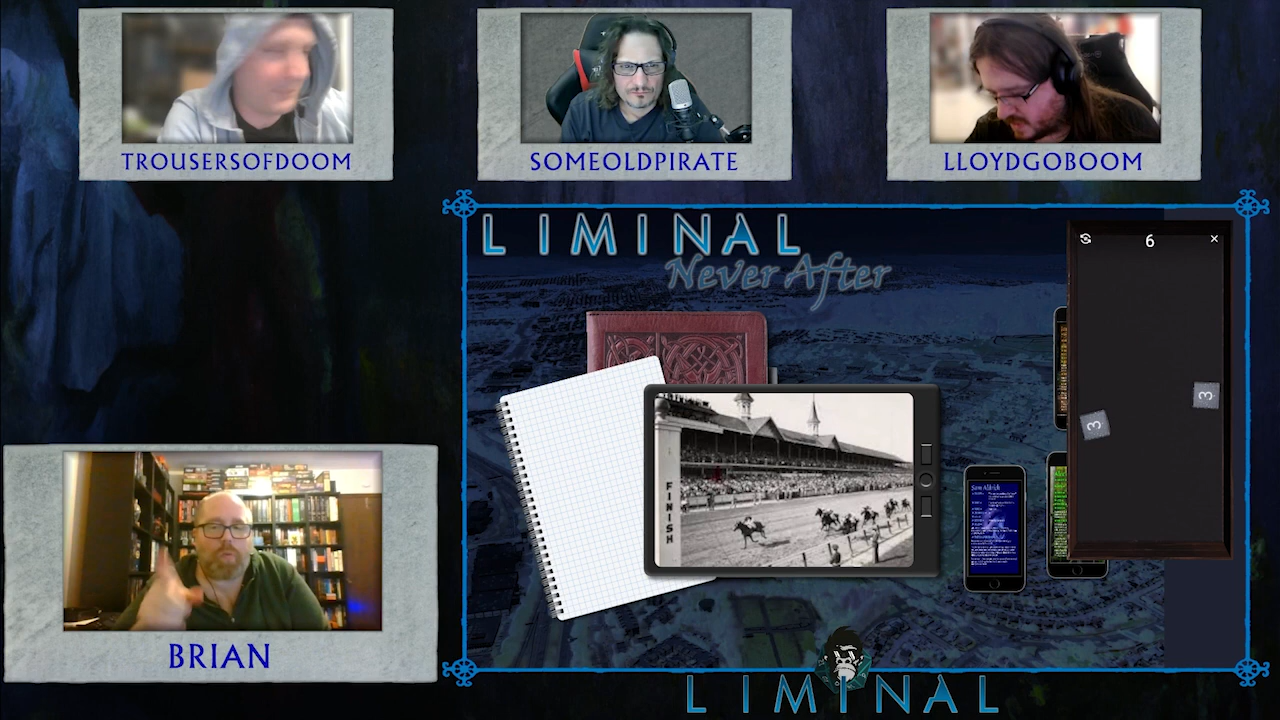 TROUSERSOFDOOM
SOMEOLDPIRATE
LLOYDGOBOOM
LIMINAL
Never After
6
3
3
FINISH
Sam Aldrich
BRIAN
LIMINAL